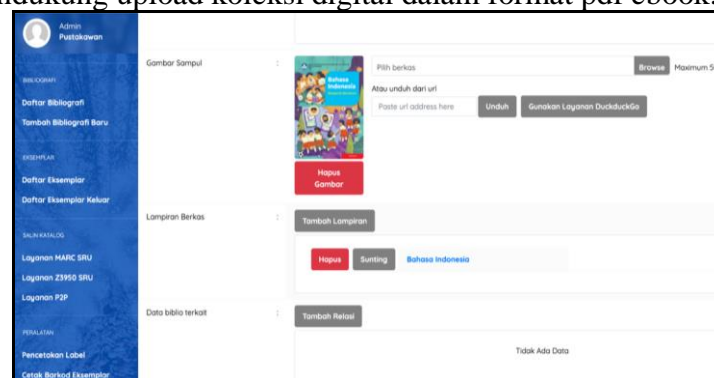 ndukung upload koleksi digital dalam format pdf ebook.
Admin
Pustakawan
BIBLIOGRAFI
Daftar Bibliografi
Tambah Bibliografi Baru
EKSEMPLAR
Daftar Eksemplar
Daftar Eksemplar Keluar
SALIN KATALOG
Layanan MARC SRU
Layanan Z3950 SRU
Layanan P2P
PERALATAN
Pencetakan Label
Cetak Barkod Eksemplar
Gambar Sampul :
Bahasa
Indonesia
Pilih berkas Browse Maximum 5
Atau unduh dari url
Paste url address here Unduh Gunakan Layanan DuckduckGo
Hapus
Gambar
Lampiran Berkas :
Tambah Lampiran
Hapus Sunting Bahasa Indonesia
Data biblio terkait :
Tambah Relasi
Tidak Ada Data